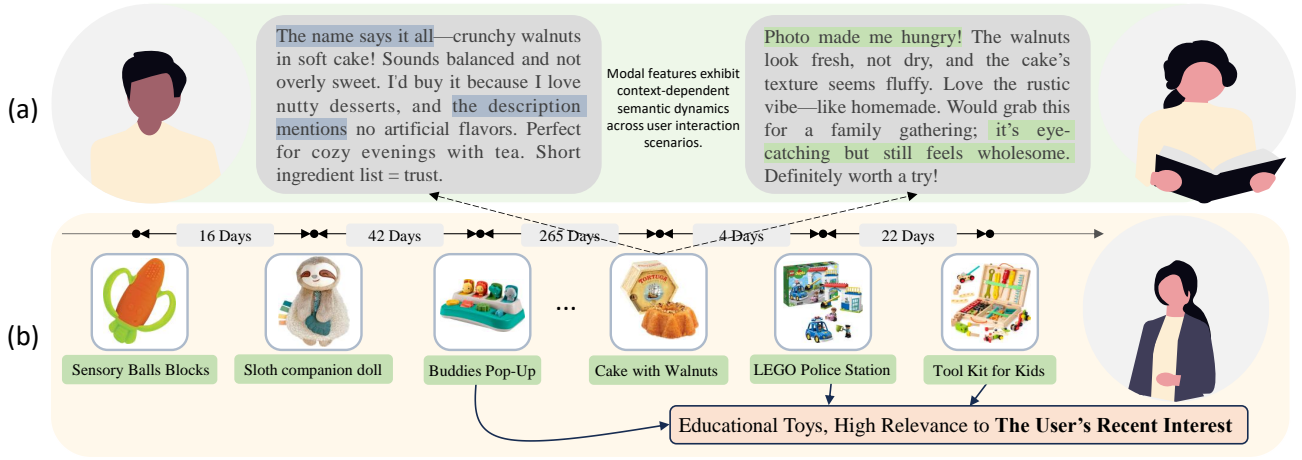 (a)
The name says it all—crunchy walnuts
in soft cake! Sounds balanced and not
overly sweet. I'd buy it because I love
nutty desserts, and the description
mentions no artificial flavors. Perfect
for cozy evenings with tea. Short
ingredient list = trust.
Modal features exhibit
context-dependent
semantic dynamics
across user interaction
scenarios.
Photo made me hungry! The walnuts
look fresh, not dry, and the cake's
texture seems fluffy. Love the rustic
vibe—like homemade. Would grab this
for a family gathering; it's eye-
catching but still feels wholesome.
Definitely worth a try!
(b)
16 Days
42 Days
265 Days
4 Days
22 Days
TORTUGA
...
Sensory Balls Blocks
Sloth companion doll
Buddies Pop-Up
Cake with Walnuts
LEGO Police Station
Tool Kit for Kids
Educational Toys, High Relevance to The User's Recent Interest